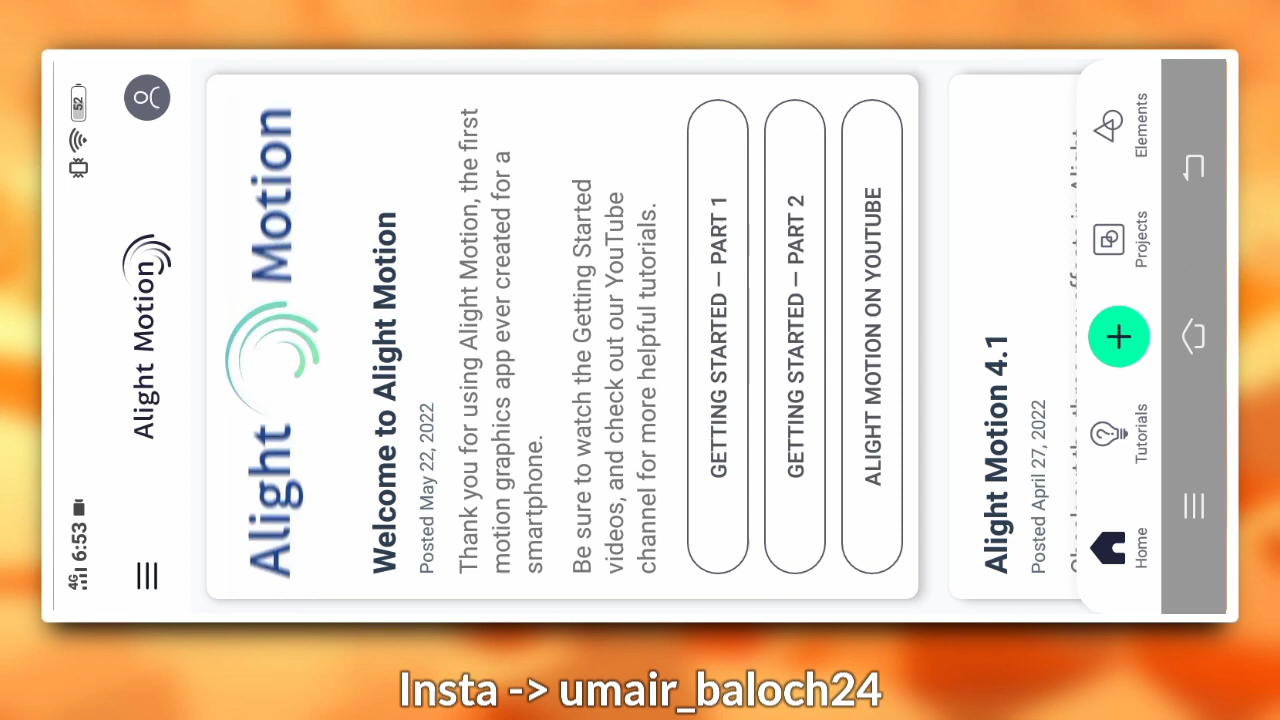 4G 6:53 52
Alight Motion
Alight Motion
Welcome to Alight Motion
Posted May 22, 2022
Thank you for using Alight Motion, the first
motion graphics app ever created for a
smartphone.
Be sure to watch the Getting Started
videos, and check out our YouTube
channel for more helpful tutorials.
GETTING STARTED – PART 1
GETTING STARTED – PART 2
ALIGHT MOTION ON YOUTUBE
Alight Motion 4.1
Posted April 27, 2022
Home Tutorials Projects Elements
Insta -> umair_baloch24